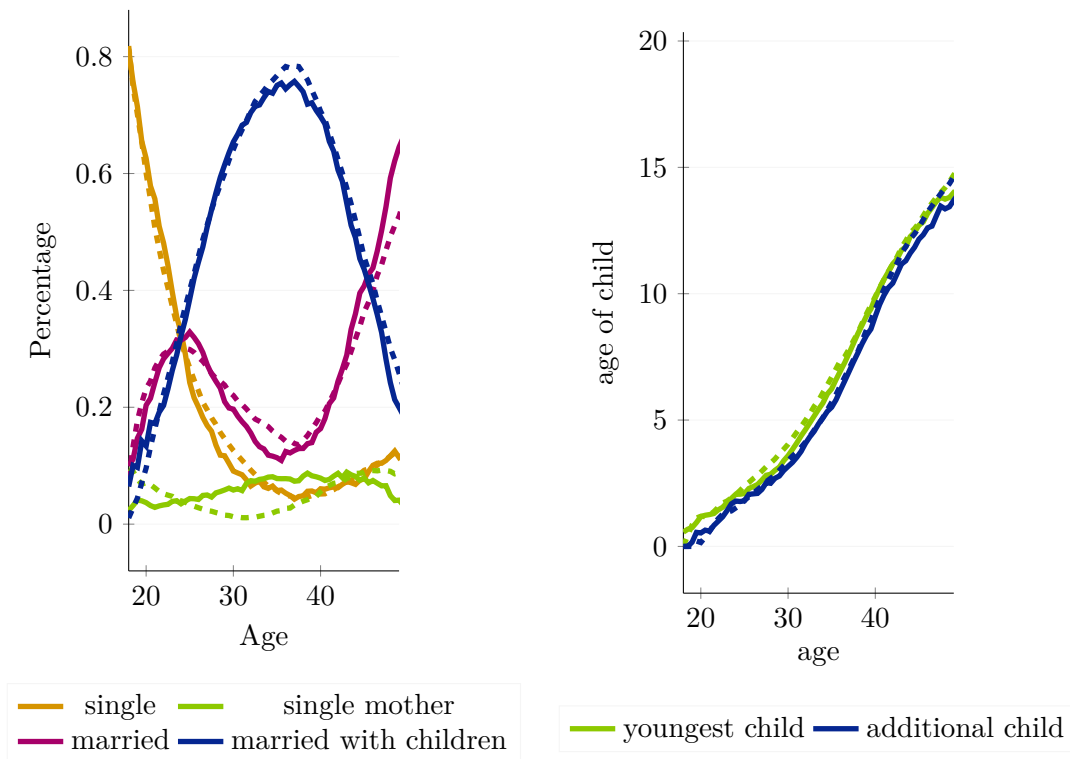 0.8
0.6
0.4
0.2
0
Percentage
20 30 40
Age
single single mother
married married with children
20
15
10
5
0
age of child
20 30 40
age
youngest child additional child